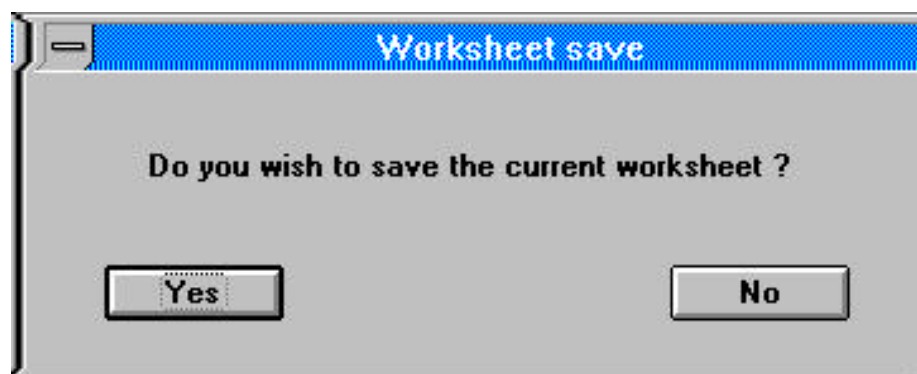 Worksheet save
Do you wish to save the current worksheet ?
Yes
No